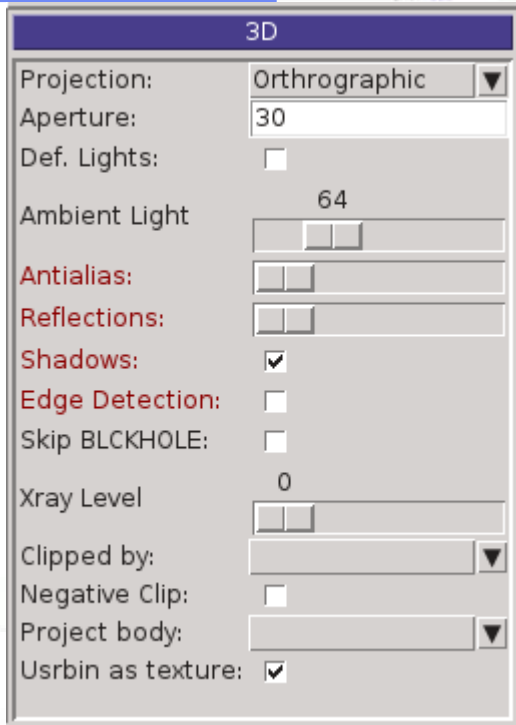 3D
Projection: Orthrographic
Aperture: 30
Def. Lights:
64
Ambient Light
Antialias:
Reflections:
Shadows:
Edge Detection:
Skip BLCKHOLE:
0
Xray Level
Clipped by:
Negative Clip:
Project body:
Usrbin as texture: